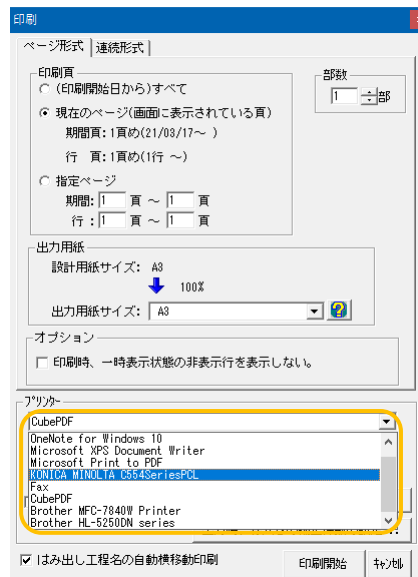 印刷
ページ形式 連続形式
印刷頁
(印刷開始日から)すべて
部数
1 部
現在のページ(画面に表示されている頁)
期間頁:1頁め(21/03/17～ )
行 頁:1頁め(1行 ～)
指定ページ
期間: 1 頁 ～ 1 頁
行 : 1 頁 ～ 1 頁
出力用紙
設計用紙サイズ: A3
100%
出力用紙サイズ: A3
オプション
印刷時、一時表示状態の非表示行を表示しない。
プリンター
CubePDF
OneNote for Windows 10
Microsoft XPS Document Writer
Microsoft Print to PDF
KONICA MINOLTA C554SeriesPCL
Fax
CubePDF
Brother MFC-7840W Printer
Brother HL-5250DN series
はみ出し工程名の自動横移動印刷
印刷開始 キャンセル